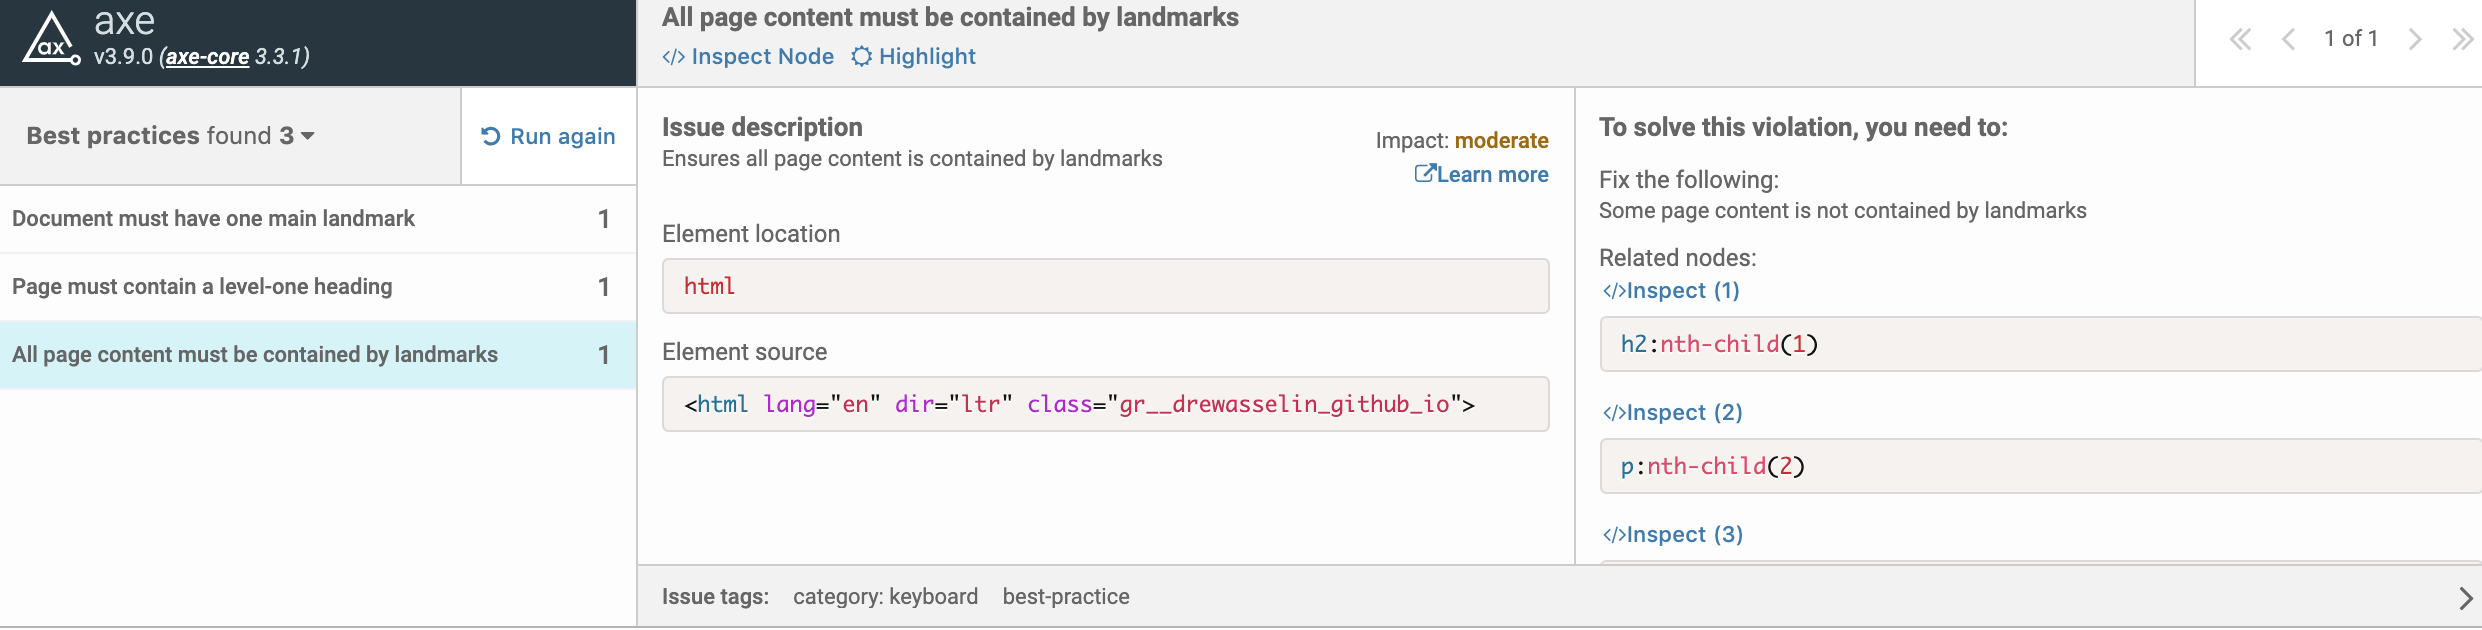 axe
ax
v3.9.0 (axe-core 3.3.1)
All page content must be contained by landmarks
</> Inspect Node Highlight
1 of 1
Best practices found 3
Run again
Document must have one main landmark 1
Page must contain a level-one heading 1
All page content must be contained by landmarks 1
Issue description
Ensures all page content is contained by landmarks
Impact: moderate
Learn more
Element location
html
Element source
<html lang="en" dir="ltr" class="gr__drewasselin_github_io">
To solve this violation, you need to:
Fix the following:
Some page content is not contained by landmarks
Related nodes:
</>Inspect (1)
h2:nth-child(1)
</>Inspect (2)
p:nth-child(2)
</>Inspect (3)
Issue tags: category: keyboard best-practice